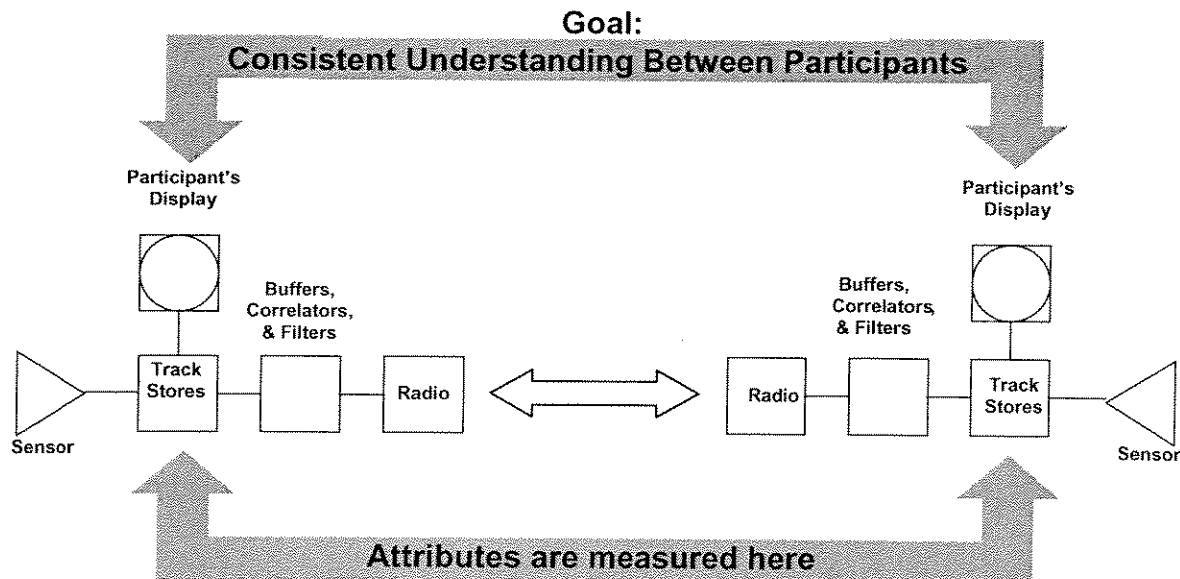 Goal:
Consistent Understanding Between Participants
Participant's
Display
Buffers,
Correlators,
& Filters
Track
Stores
Radio
Sensor
Participant's
Display
Buffers,
Correlators,
& Filters
Radio
Track
Stores
Sensor
Attributes are measured here